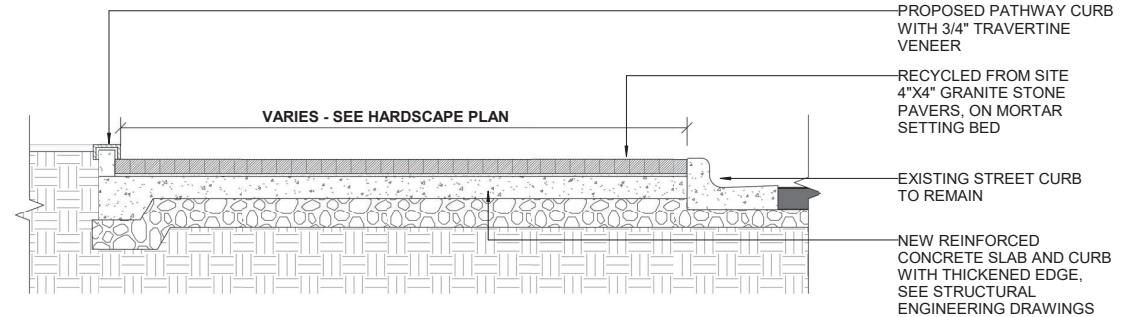 PROPOSED PATHWAY CURB
WITH 3/4" TRAVERTINE
VENEER
RECYCLED FROM SITE
4"X4" GRANITE STONE
PAVERS, ON MORTAR
SETTING BED
VARIES - SEE HARDSCAPE PLAN
EXISTING STREET CURB
TO REMAIN
NEW REINFORCED
CONCRETE SLAB AND CURB
WITH THICKENED EDGE,
SEE STRUCTURAL
ENGINEERING DRAWINGS